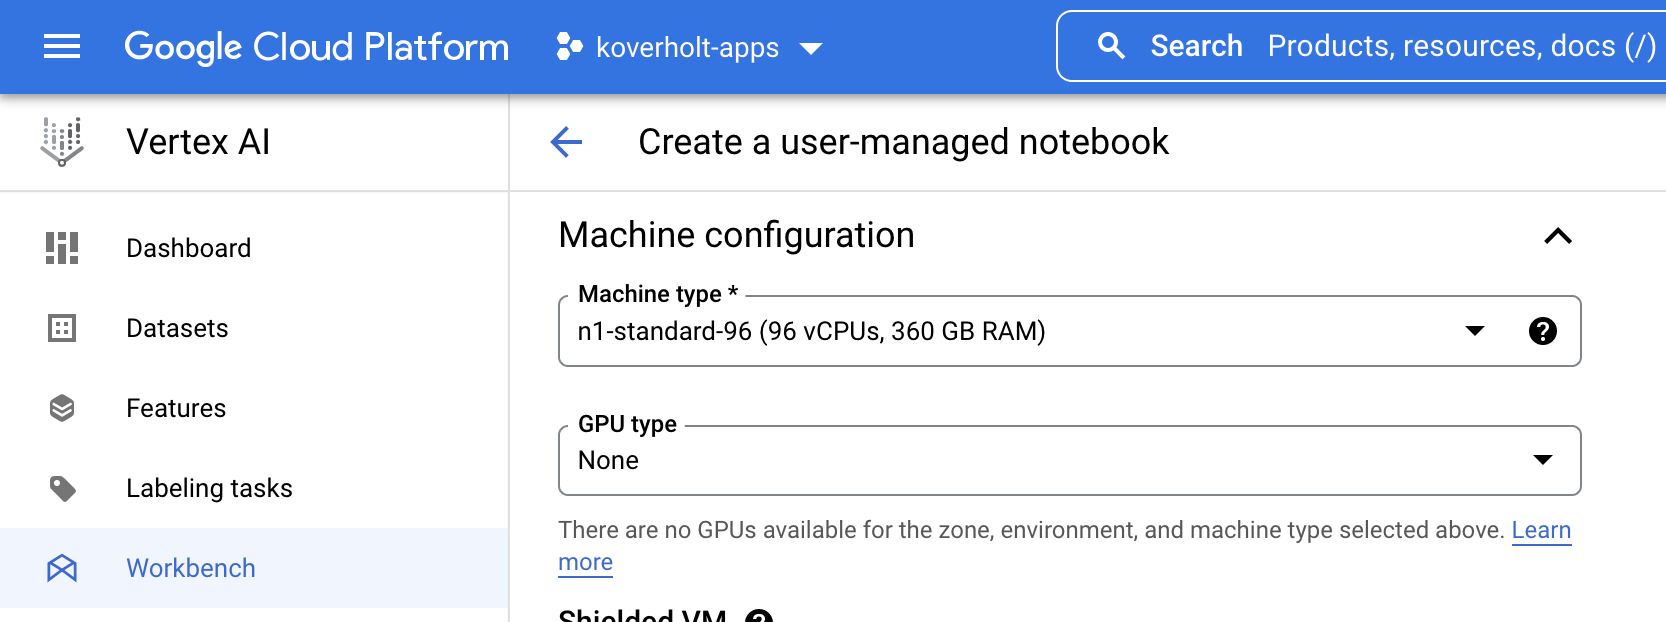 Google Cloud Platform
koverholt-apps
Search Products, resources, docs (/)
Vertex AI
Create a user-managed notebook
Dashboard
Datasets
Features
Labeling tasks
Workbench
Machine configuration
Machine type *
n1-standard-96 (96 vCPUs, 360 GB RAM)
GPU type
None
There are no GPUs available for the zone, environment, and machine type selected above. Learn
more
Shielded VM